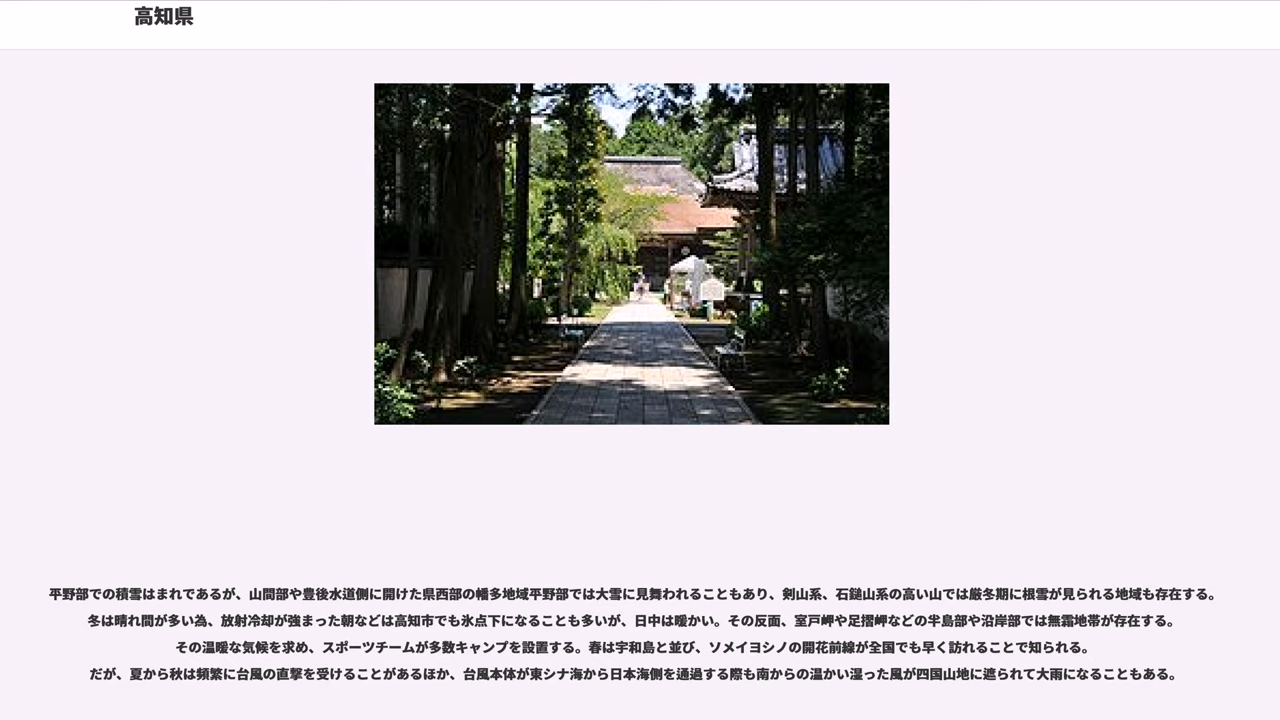 高知県
平野部での積雪はまれであるが、山間部や豊後水道側に開けた県西部の幡多地域平野部では大雪に見舞われることもあり、剣山系、石鎚山系の高い山では厳冬期に根雪が見られる地域も存在する。
冬は晴れ間が多い為、放射冷却が強まった朝などは高知市でも氷点下になることも多いが、日中は暖かい。その反面、室戸岬や足摺岬などの半島部や沿岸部では無霜地帯が存在する。
その温暖な気候を求め、スポーツチームが多数キャンプを設置する。春は宇和島と並び、ソメイヨシノの開花前線が全国でも早く訪れることで知られる。
だが、夏から秋は頻繁に台風の直撃を受けることがあるほか、台風本体が東シナ海から日本海側を通過する際も南からの温かい湿った風が四国山地に遮られて大雨になることもある。